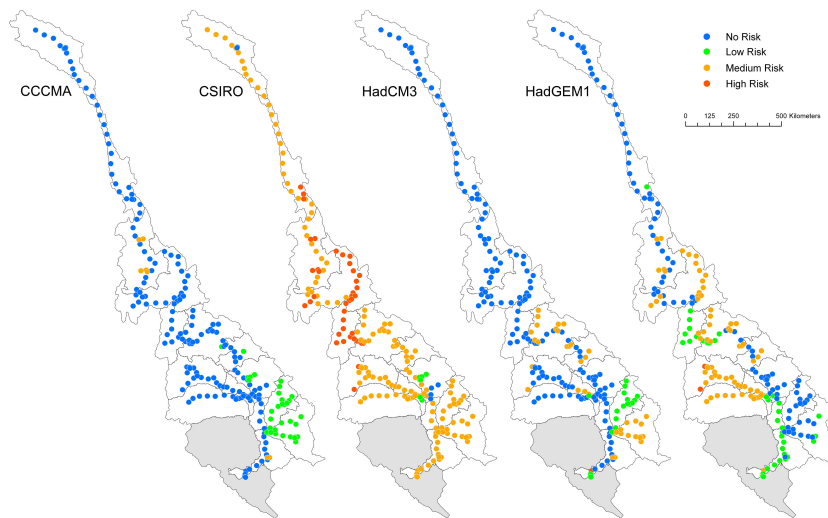 CCCMA
CSIRO
HadCM3
HadGEM1
No Risk
Low Risk
Medium Risk
High Risk
0 125 250 500 Kilometers